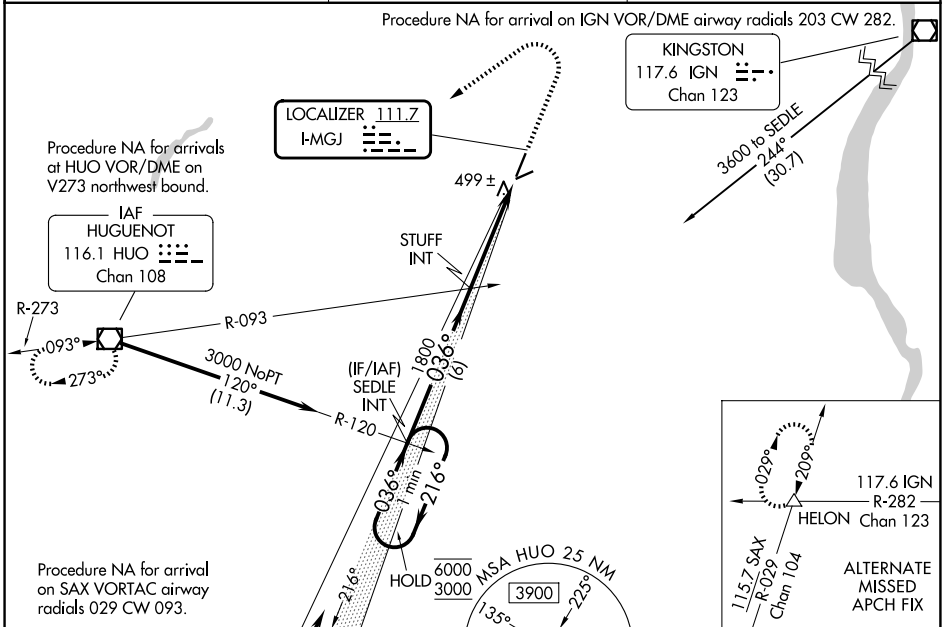 Procedure NA for arrival on IGN VOR/DME airway radials 203 CW 282.
KINGSTON
117.6 IGN
Chan 123
LOCALIZER 111.7
I-MGJ
3600 to SEDLE
244°
(30.7)
Procedure NA for arrivals
at HUO VOR/DME on
V273 northwest bound.
499 ±
IAF
HUGUENOT
116.1 HUO
Chan 108
STUFF
INT
R-273
R-093
093°
273°
3000 NoPT
120°
(11.3)
R-120
1800
036°
(6)
(IF/IAF)
SEDLE
INT
036°
1 min
216°
029°
209°
117.6 IGN
R-282
Chan 123
HELON
115.7 SAX
R-029
Chan 104
ALTERNATE
MISSED
APCH FIX
Procedure NA for arrival
on SAX VORTAC airway
radials 029 CW 093.
216°
HOLD
6000
3000
MSA HUO 25 NM
3900
135°
225°